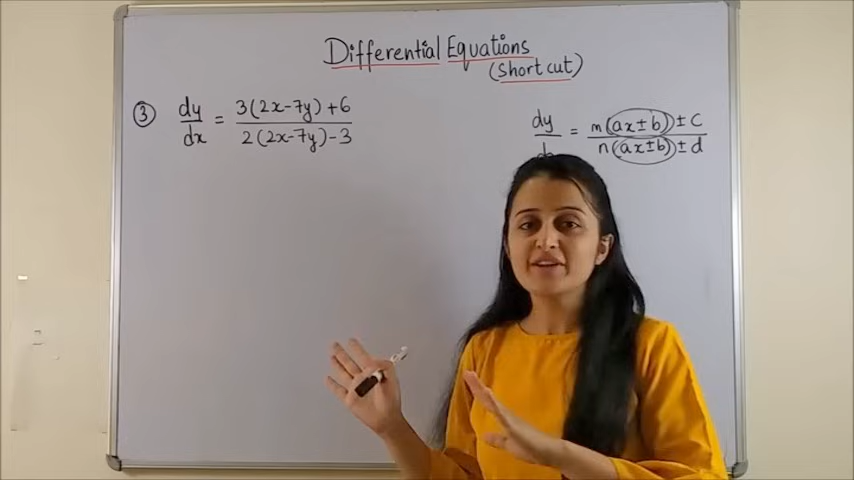 Differential Equations
(Short cut)
③ dy/dx = 3(2x-7y)+6 / 2(2x-7y)-3
dy/ = m(ax±b)±c / n(ax±b)±d